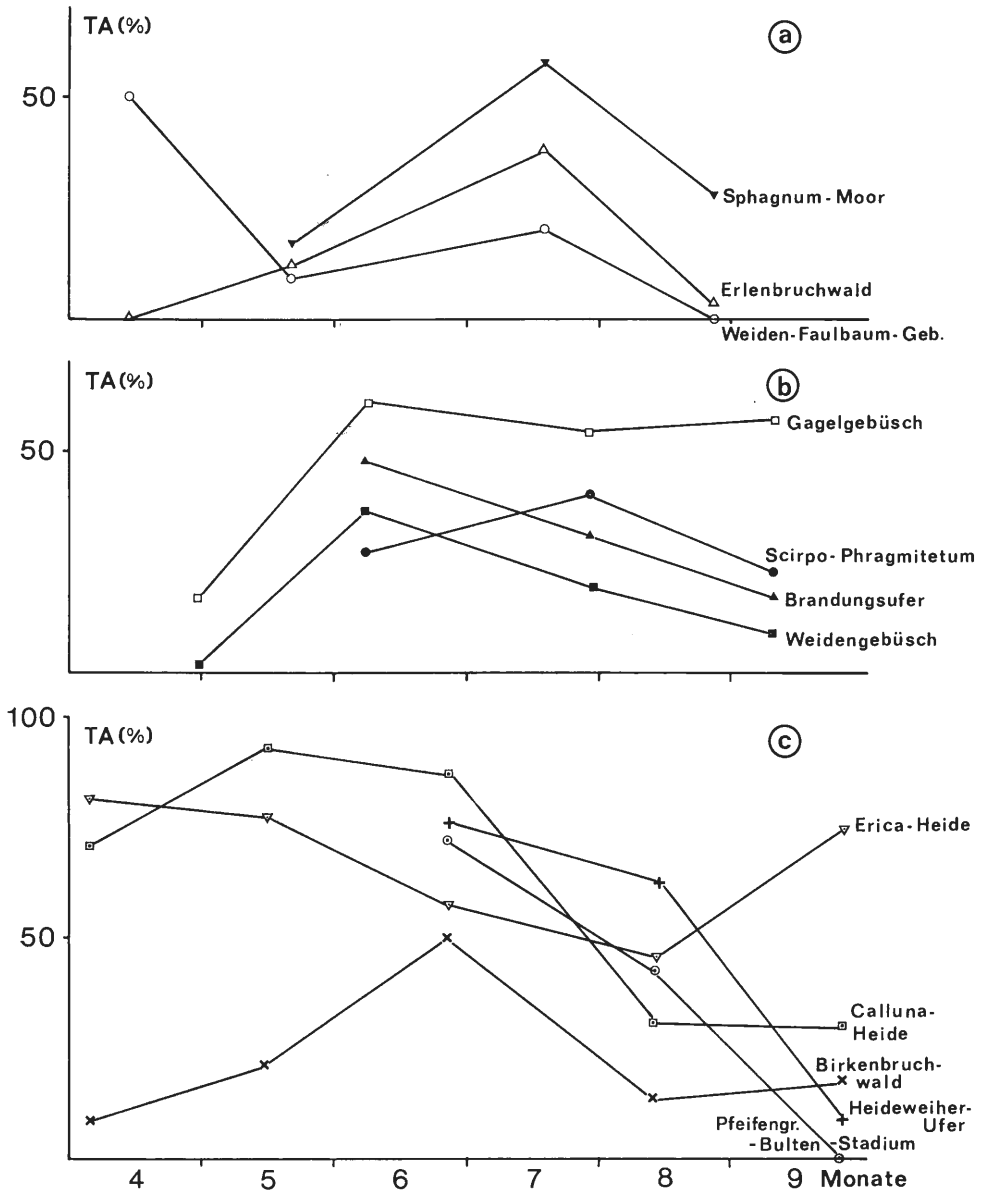 TA (%)
a
50
Sphagnum-Moor
Erlenbruchwald
Weiden-Faulbaum-Geb.
TA (%)
b
50
Gagelgebüsch
Scirpo-Phragmitetum
Brandungsufer
Weidengebüsch
100
TA (%)
c
50
Erica-Heide
Calluna-
Heide
Birkenbruch-
wald
Heideweiher-
Ufer
Pfeifengr.
-Bulten-Stadium
4 5 6 7 8 9 Monate